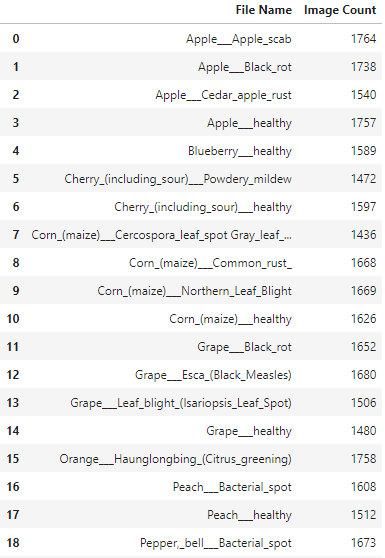 File Name Image Count
0 Apple___Apple_scab 1764
1 Apple___Black_rot 1738
2 Apple___Cedar_apple_rust 1540
3 Apple___healthy 1757
4 Blueberry___healthy 1589
5 Cherry_(including_sour)___Powdery_mildew 1472
6 Cherry_(including_sour)___healthy 1597
7 Corn_(maize)___Cercospora_leaf_spot Gray_leaf_... 1436
8 Corn_(maize)___Common_rust_ 1668
9 Corn_(maize)___Northern_Leaf_Blight 1669
10 Corn_(maize)___healthy 1626
11 Grape___Black_rot 1652
12 Grape___Esca_(Black_Measles) 1680
13 Grape___Leaf_blight_(Isariopsis_Leaf_Spot) 1506
14 Grape___healthy 1480
15 Orange___Haunglongbing_(Citrus_greening) 1758
16 Peach___Bacterial_spot 1608
17 Peach___healthy 1512
18 Pepper,_bell___Bacterial_spot 1673